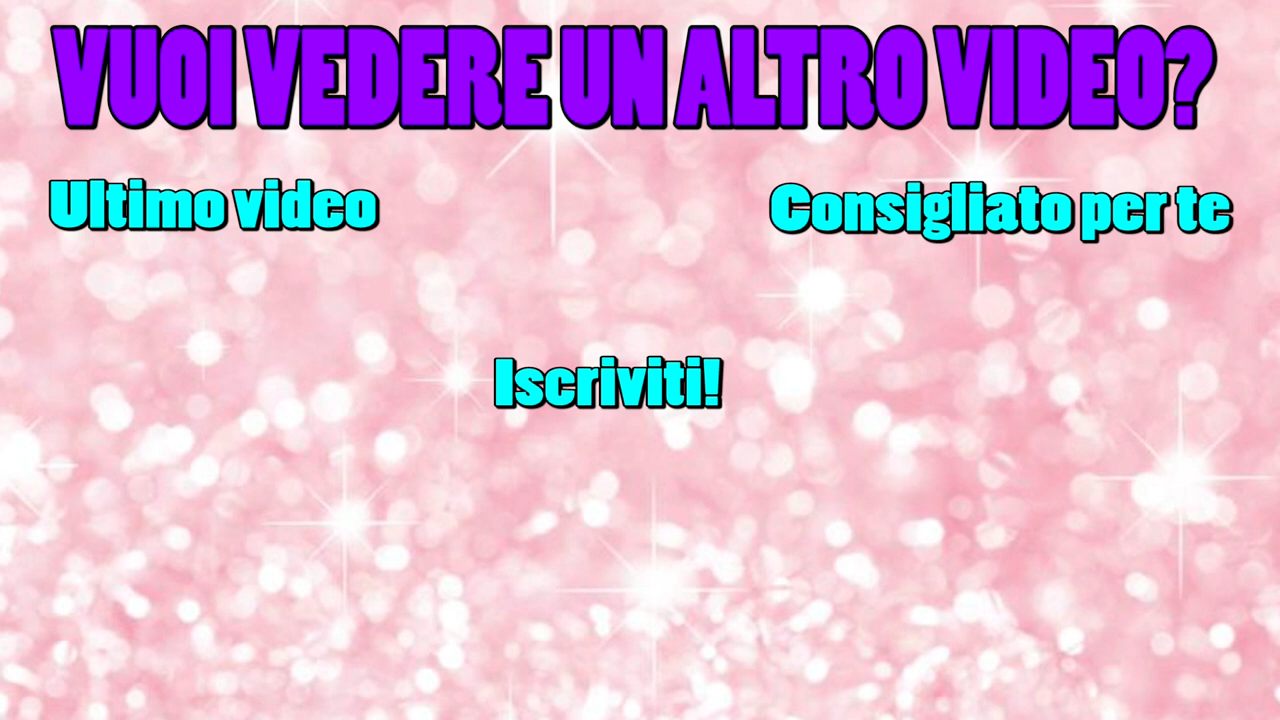 VUOI VEDERE UN ALTRO VIDEO?
Ultimo video
Consigliato per te
Iscriviti!